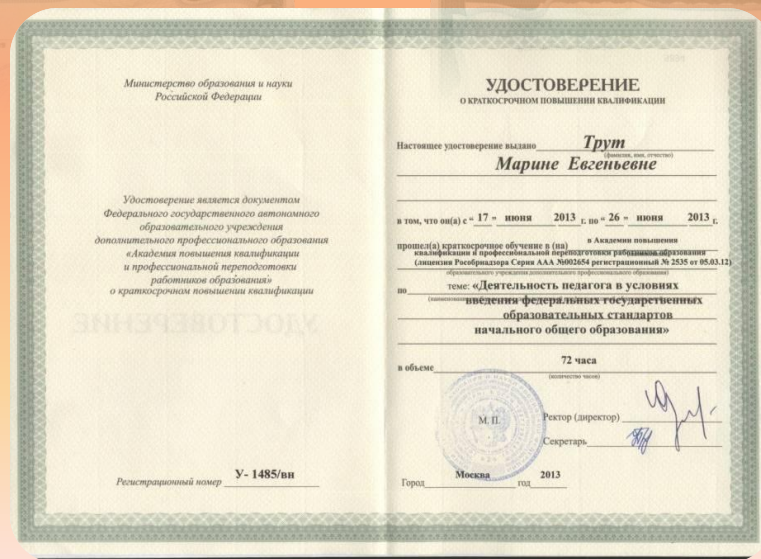 Министерство образования и науки
Российской Федерации
Удостоверение является документом
Федерального государственного автономного
образовательного учреждения
дополнительного профессионального образования
«Академия повышения квалификации
и профессиональной переподготовки
работников образования»
о краткосрочном повышении квалификации
Регистрационный номер У- 1485/вн
УДОСТОВЕРЕНИЕ
О КРАТКОСРОЧНОМ ПОВЫШЕНИИ КВАЛИФИКАЦИИ
Настоящее удостоверение выдано Трут
(фамилия, имя, отчество)
Марине Евгеньевне
в том, что он(а) с “ 17 ” июня 2013 г. по “ 26 ” июня 2013 г.
прошел(а) краткосрочное обучение в (на) в Академии повышения
квалификации и профессиональной переподготовки работников образования
(лицензия Рособрнадзора Серия ААА №002654 регистрационный № 2535 от 05.03.12)
образовательного учреждения дополнительного профессионального образования)
по теме: «Деятельность педагога в условиях
введения федеральных государственных
образовательных стандартов
начального общего образования»
в объеме 72 часа
(количество часов)
М. П.
Ректор (директор)
Секретарь
Город Москва год 2013